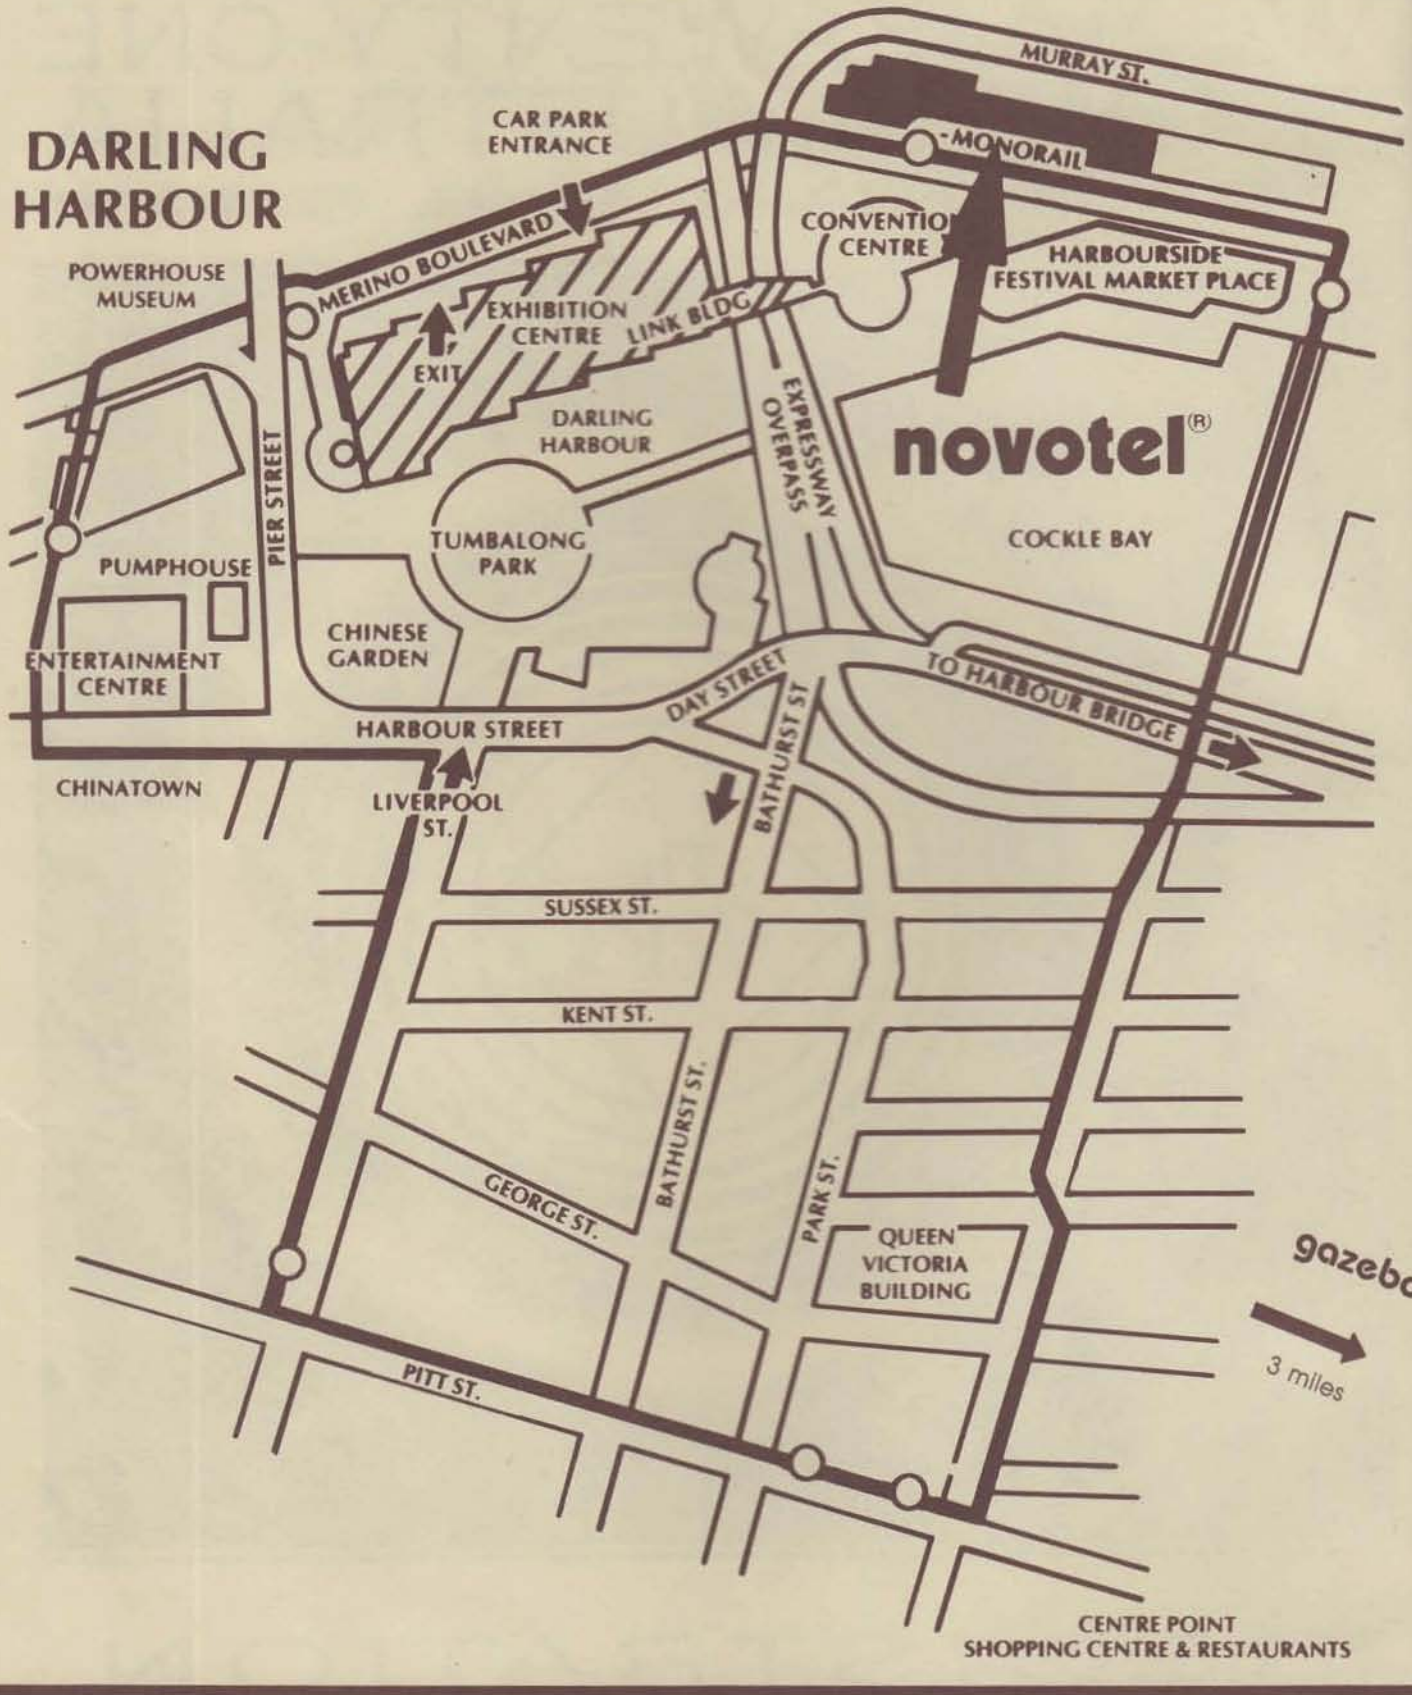 MURRAY ST.
DARLING
HARBOUR
CAR PARK
ENTRANCE
-MONORAIL
CONVENTIO
CENTRE
HARBOURSIDE
FESTIVAL MARKET PLACE
POWERHOUSE
MUSEUM
MERINO BOULEVARD
EXHIBITION
CENTRE
LINK BLDG
EXIT
DARLING
HARBOUR
EXPRESSWAY
OVERPASS
novotel®
PIER STREET
TUMBALONG
PARK
COCKLE BAY
PUMPHOUSE
CHINESE
GARDEN
ENTERTAINMENT
CENTRE
DAY STREET
TO HARBOUR BRIDGE
HARBOUR STREET
BATHURST ST
CHINATOWN
LIVERPOOL
ST.
SUSSEX ST.
KENT ST.
BATHURST ST.
GEORGE ST.
PARK ST.
QUEEN
VICTORIA
BUILDING
gazebo
3 miles
PITT ST.
CENTRE POINT
SHOPPING CENTRE & RESTAURANTS